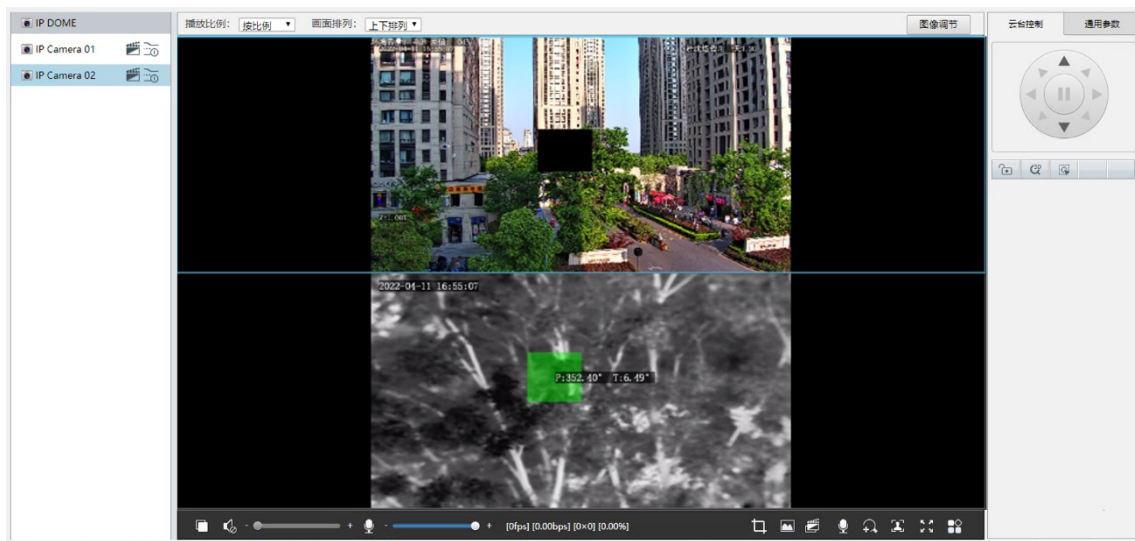 IP DOME
IP Camera 01
IP Camera 02
播放比例： 按比例 画面排列： 上下排列 图像调节
云台控制 通用参数
Z:1.00X
2022-04-11 16:55:07
P:352.40° T:6.49°
- + - + [0fps] [0.00bps] [0×0] [0.00%]